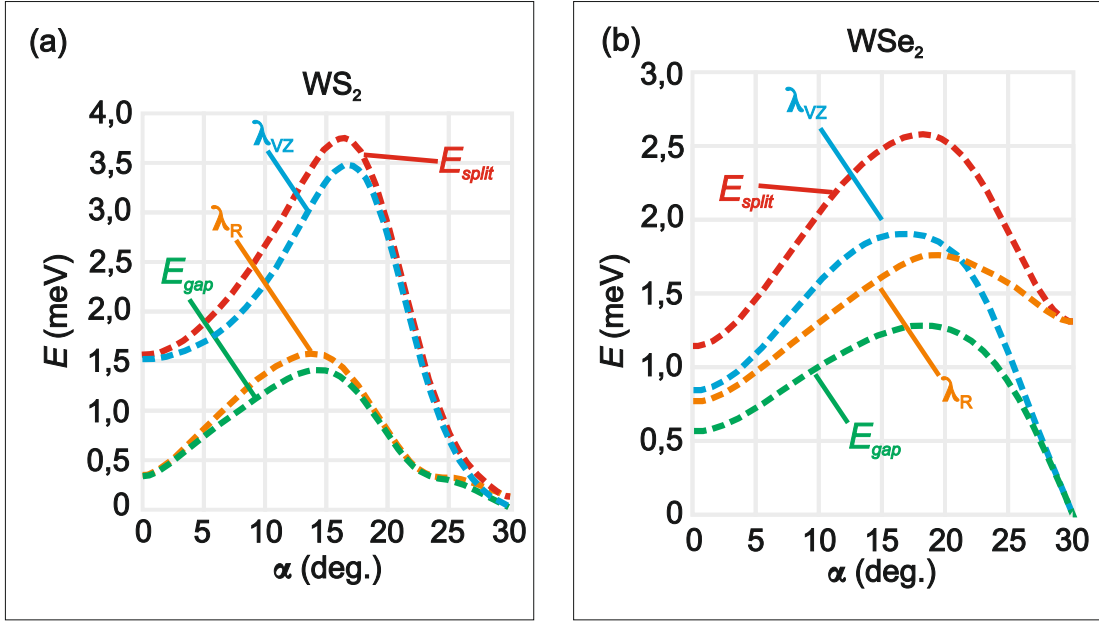 (a)
WS₂
E (meV)
4,0
3,5
3,0
2,5
2,0
1,5
1,0
0,5
0
λVZ
Esplit
λR
Egap
0 5 10 15 20 25 30
α (deg.)
(b)
WSe₂
E (meV)
3,0
2,5
2,0
1,5
1,0
0,5
0
λVZ
Esplit
λR
Egap
0 5 10 15 20 25 30
α (deg.)